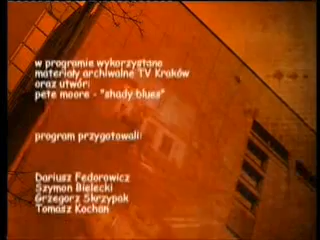 w programie wykorzystano
materiały archiwalne TV Kraków
oraz utwór:
pete moore - "shady blues"
program przygotowali:
Dariusz Fedorowicz
Szymon Bielecki
Grzegorz Skrzypak
Tomasz Kochan